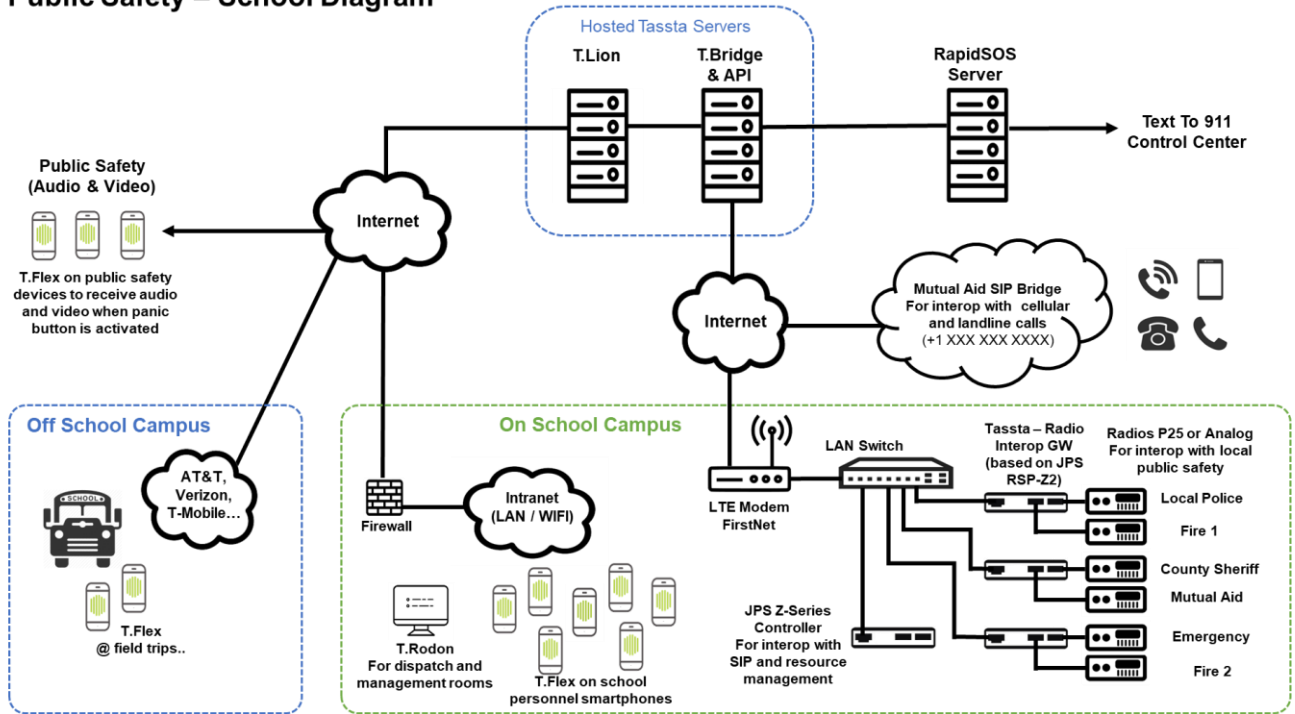 Public Safety – School Diagram
Hosted Tassta Servers
T.Lion
T.Bridge
& API
RapidSOS
Server
Text To 911
Control Center
Public Safety
(Audio & Video)
Internet
T.Flex on public safety
devices to receive audio
and video when panic
button is activated
Internet
Mutual Aid SIP Bridge
For interop with cellular
and landline calls
(+1 XXX XXX XXXX)
Off School Campus
AT&T,
Verizon,
T-Mobile...
SCHOOL
T.Flex
@ field trips..
On School Campus
Firewall
Intranet
(LAN / WIFI)
T.Rodon
For dispatch and
management rooms
T.Flex on school
personnel smartphones
LTE Modem
FirstNet
LAN Switch
JPS Z-Series
Controller
For interop with
SIP and resource
management
Tassta – Radio
Interop GW
(based on JPS
RSP-Z2)
Radios P25 or Analog
For interop with local
public safety
Local Police
Fire 1
County Sheriff
Mutual Aid
Emergency
Fire 2